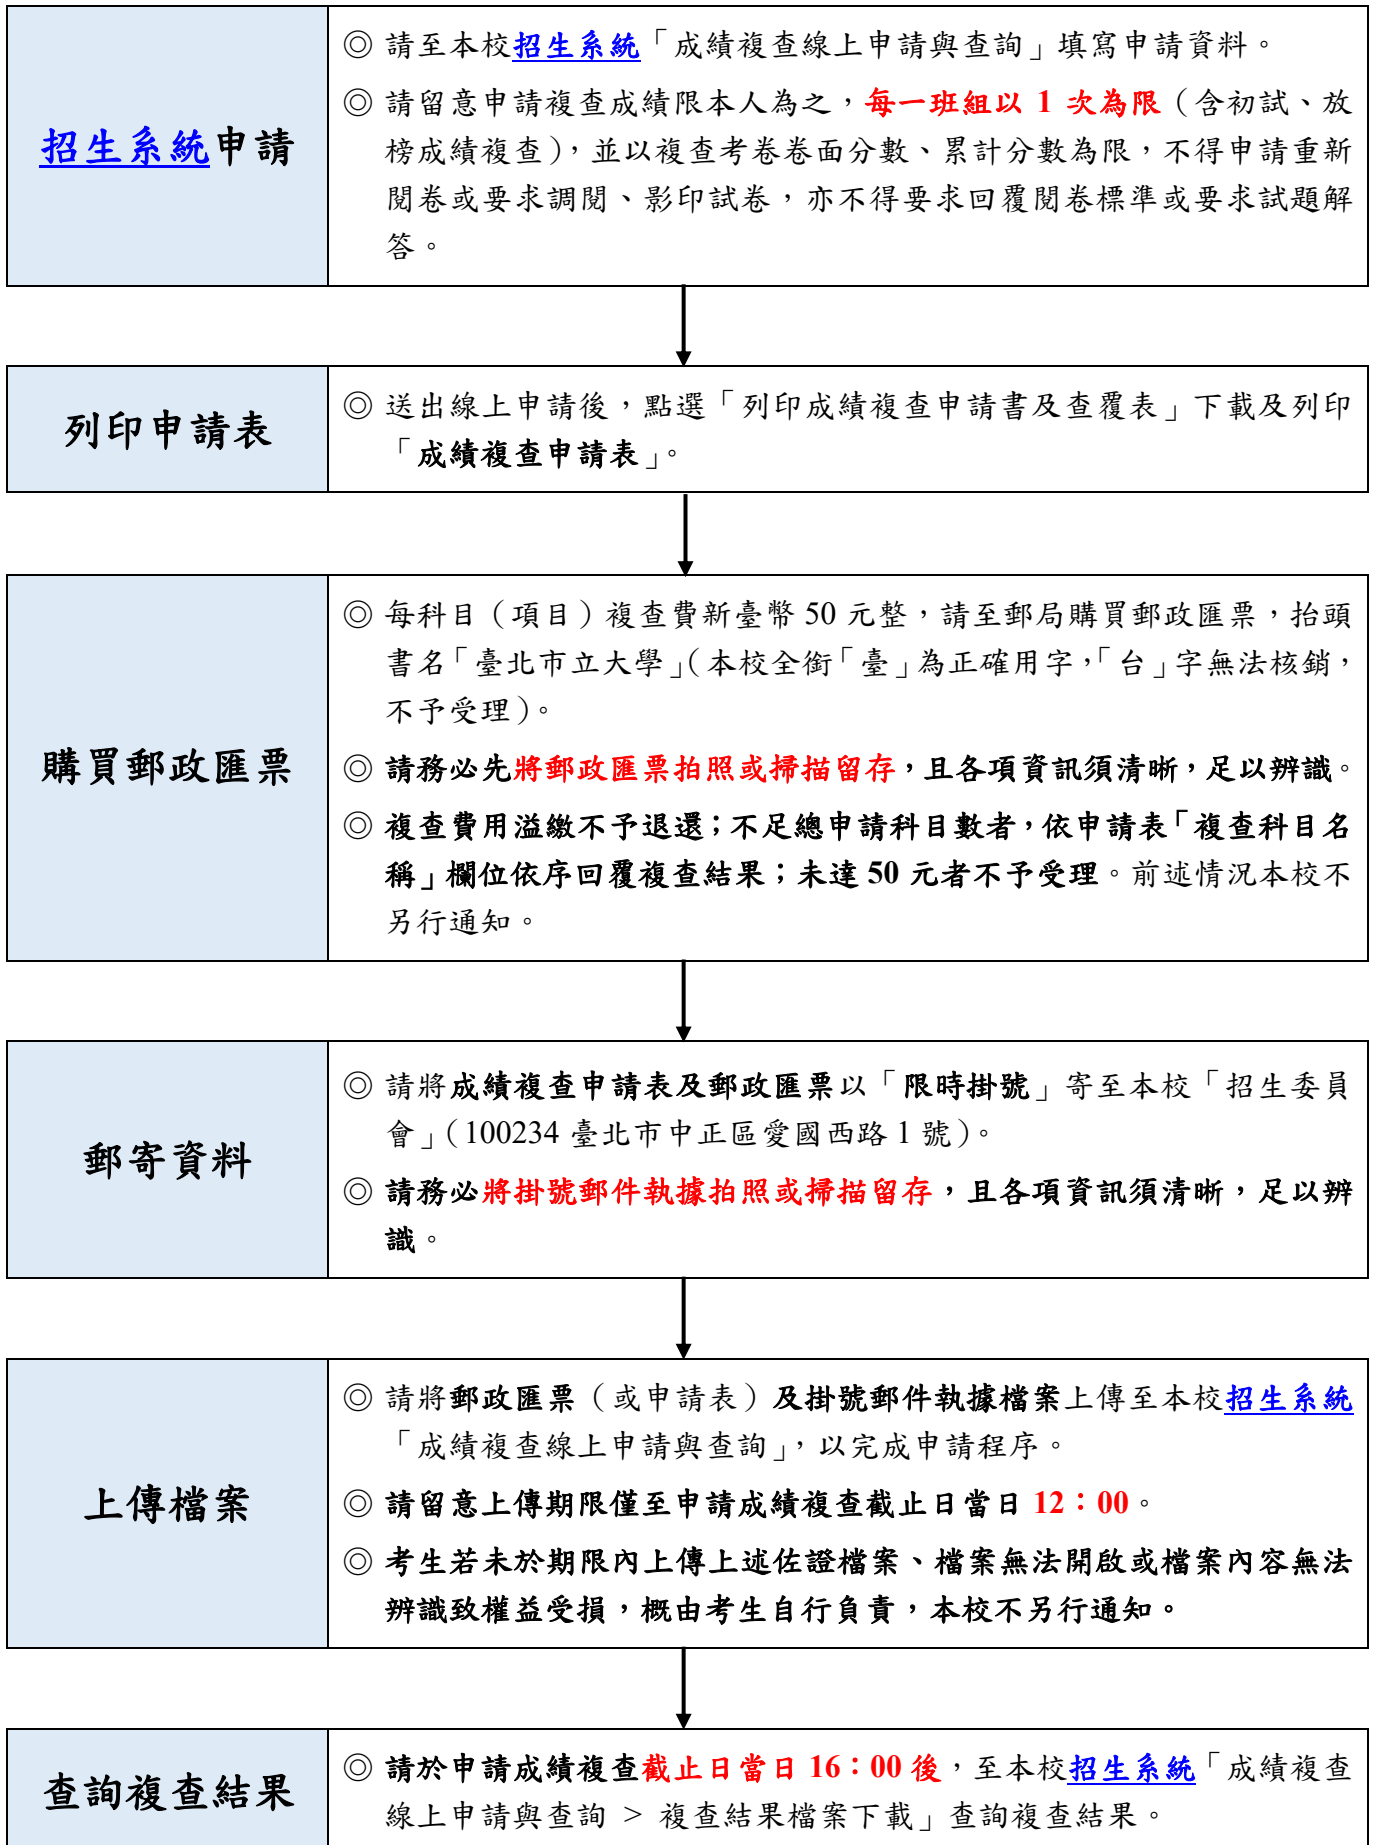 招生系統申請
◎ 請至本校招生系統「成績複查線上申請與查詢」填寫申請資料。
◎ 請留意申請複查成績限本人為之，每一班組以 1 次為限（含初試、放
榜成績複查），並以複查考卷卷面分數、累計分數為限，不得申請重新
閱卷或要求調閱、影印試卷，亦不得要求回覆閱卷標準或要求試題解
答。
列印申請表
◎ 送出線上申請後，點選「列印成績複查申請書及查覆表」下載及列印
「成績複查申請表」。
購買郵政匯票
◎ 每科目（項目）複查費新臺幣 50 元整，請至郵局購買郵政匯票，抬頭
書名「臺北市立大學」（本校全銜「臺」為正確用字，「台」字無法核銷，
不予受理）。
◎ 請務必先將郵政匯票拍照或掃描留存，且各項資訊須清晰，足以辨識。
◎ 複查費用溢繳不予退還；不足總申請科目數者，依申請表「複查科目名
稱」欄位依序回覆複查結果；未達 50 元者不予受理。前述情況本校不
另行通知。
郵寄資料
◎ 請將成績複查申請表及郵政匯票以「限時掛號」寄至本校「招生委員
會」（100234 臺北市中正區愛國西路 1 號）。
◎ 請務必將掛號郵件執據拍照或掃描留存，且各項資訊須清晰，足以辨
識。
上傳檔案
◎ 請將郵政匯票（或申請表）及掛號郵件執據檔案上傳至本校招生系統
「成績複查線上申請與查詢」，以完成申請程序。
◎ 請留意上傳期限僅至申請成績複查截止日當日 12：00。
◎ 考生若未於期限內上傳上述佐證檔案、檔案無法開啟或檔案內容無法
辨識致權益受損，概由考生自行負責，本校不另行通知。
查詢複查結果
◎ 請於申請成績複查截止日當日 16：00 後，至本校招生系統「成績複查
線上申請與查詢 > 複查結果檔案下載」查詢複查結果。